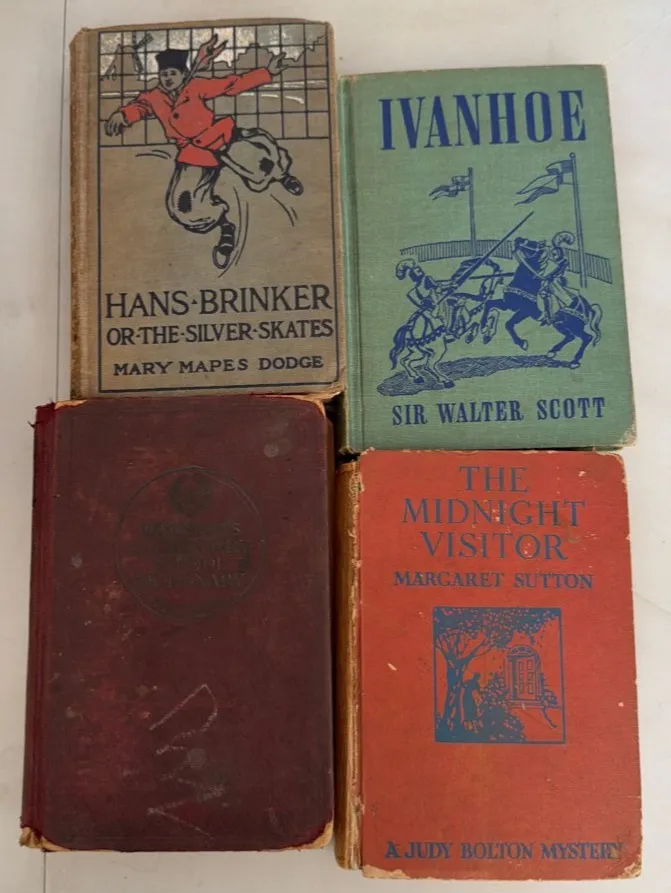 HANS·BRINKER
OR·THE·SILVER·SKATES
MARY MAPES DODGE
IVANHOE
SIR WALTER SCOTT
THE
MIDNIGHT
VISITOR
MARGARET SUTTON
A JUDY BOLTON MYSTERY